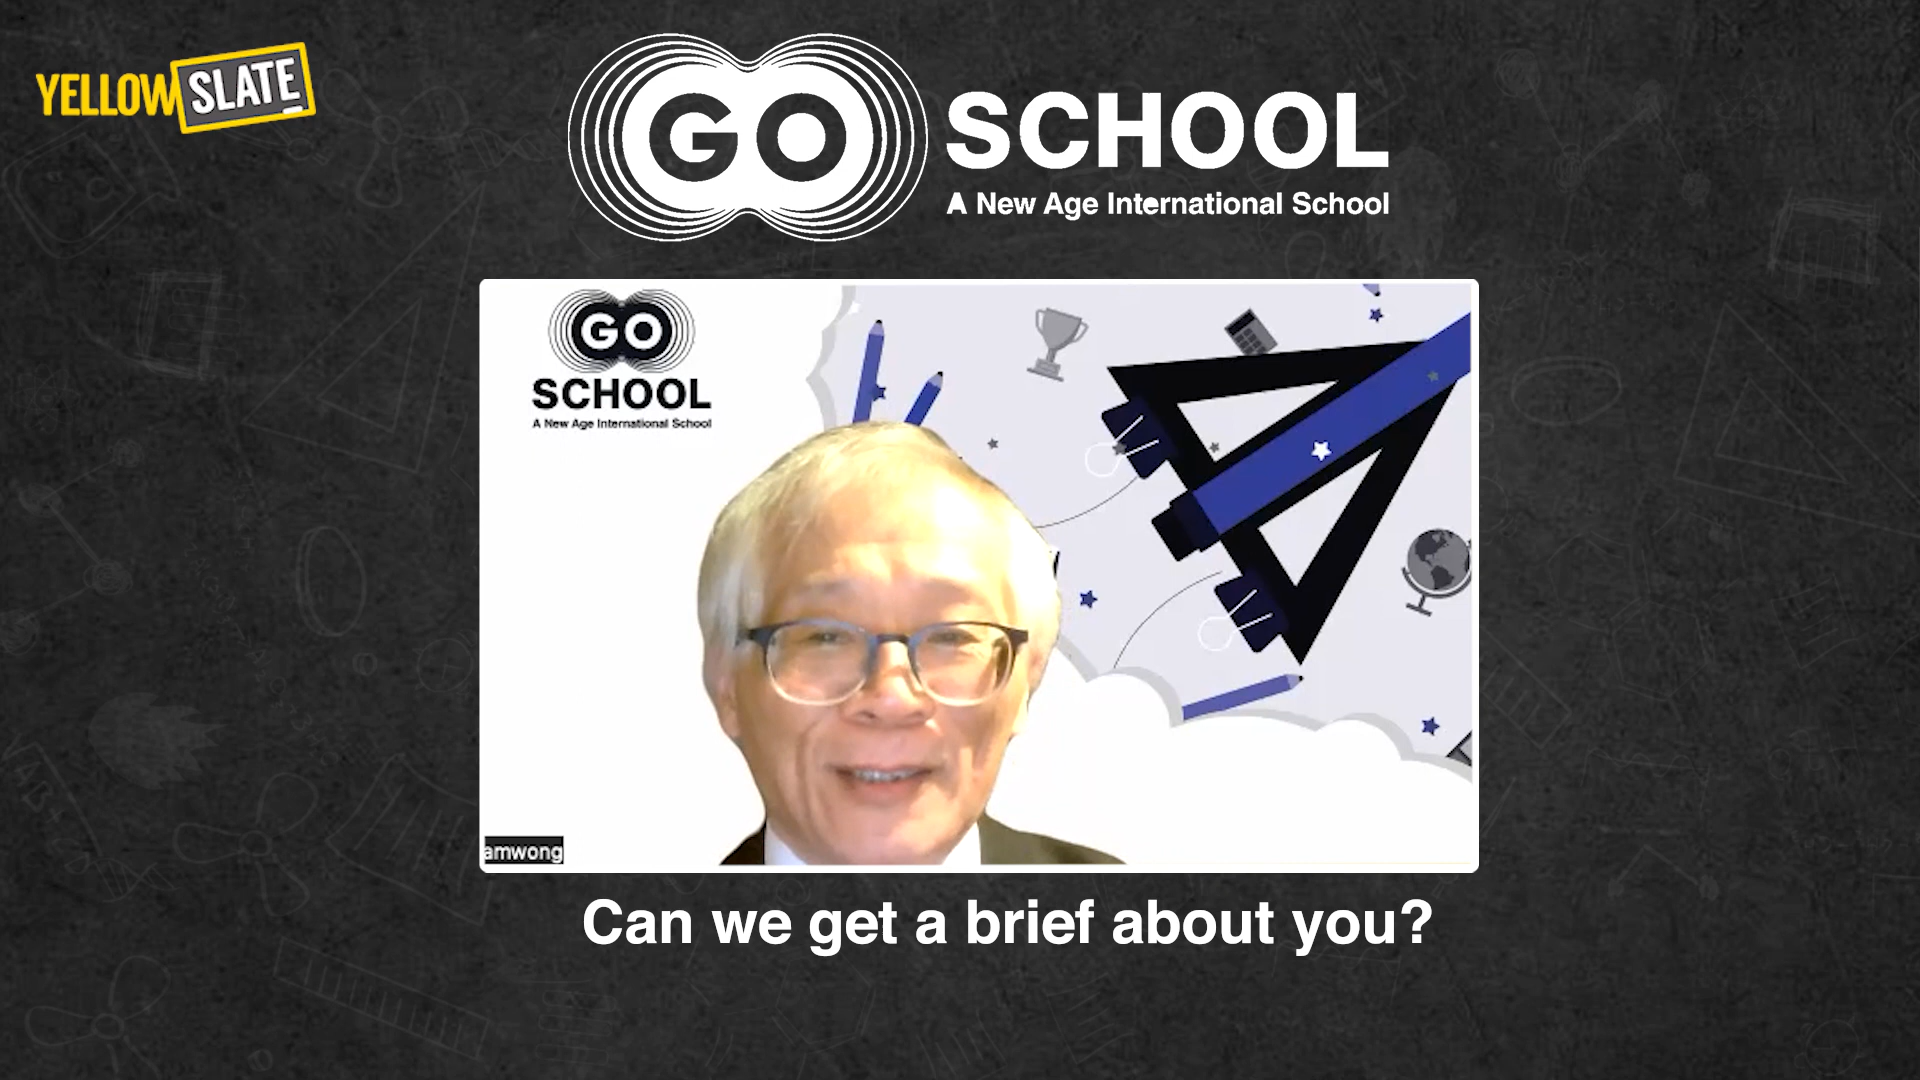 YELLOW SLATE
GO SCHOOL
A New Age International School
GO
SCHOOL
A New Age International School
amwong
Can we get a brief about you?